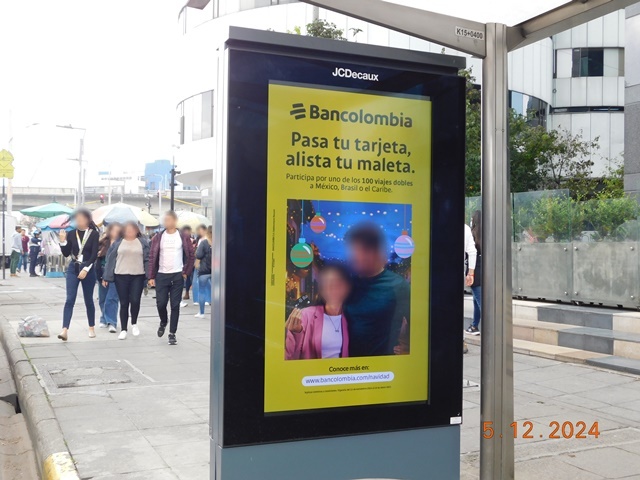 K15+0400
JCDecaux
Bancolombia
Pasa tu tarjeta,
alista tu maleta.
Participa por uno de los 100 viajes dobles
a México, Brasil o el Caribe.
Conoce más en:
www.bancolombia.com/navidad
5.12.2024